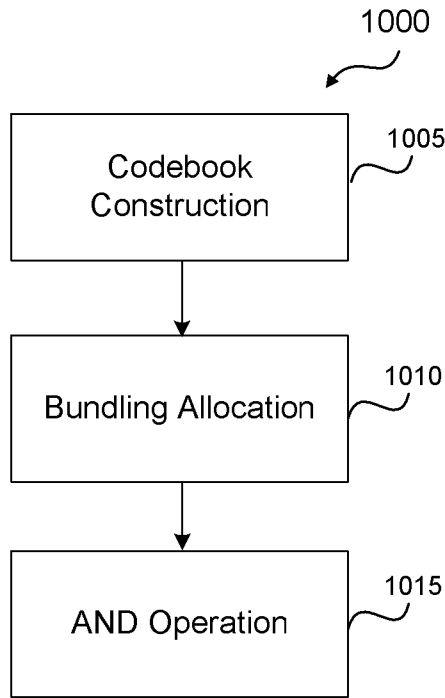 1000
1005
Codebook
Construction
1010
Bundling Allocation
1015
AND Operation